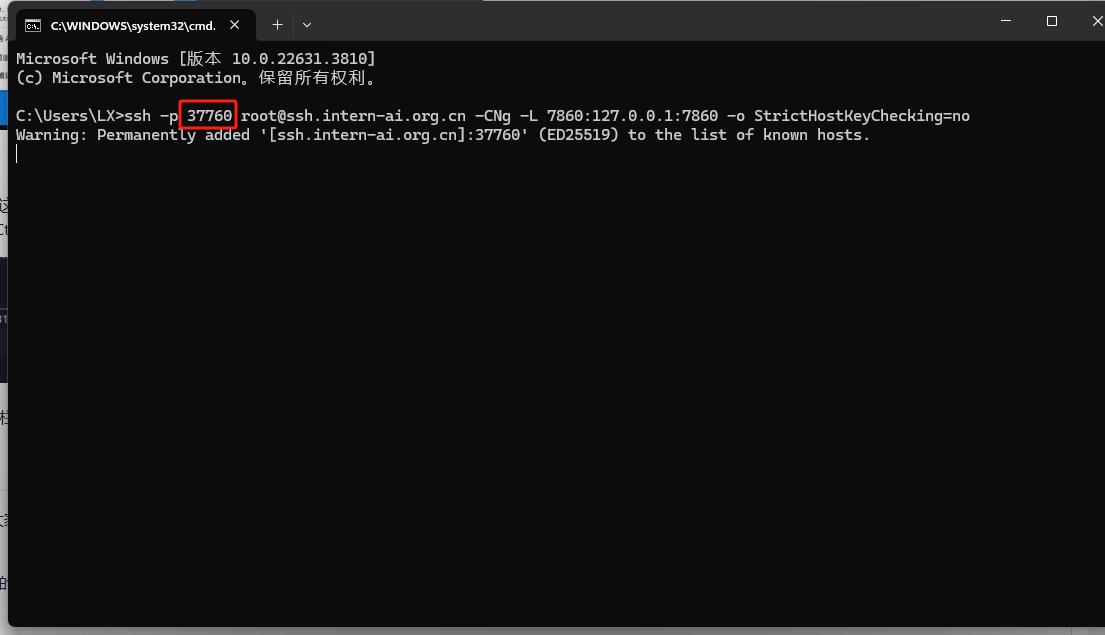 C:\WINDOWS\system32\cmd.
Microsoft Windows [版本 10.0.22631.3810]
(c) Microsoft Corporation。保留所有权利。
C:\Users\LX>ssh -p 37760 root@ssh.intern-ai.org.cn -CNg -L 7860:127.0.0.1:7860 -o StrictHostKeyChecking=no
Warning: Permanently added '[ssh.intern-ai.org.cn]:37760' (ED25519) to the list of known hosts.